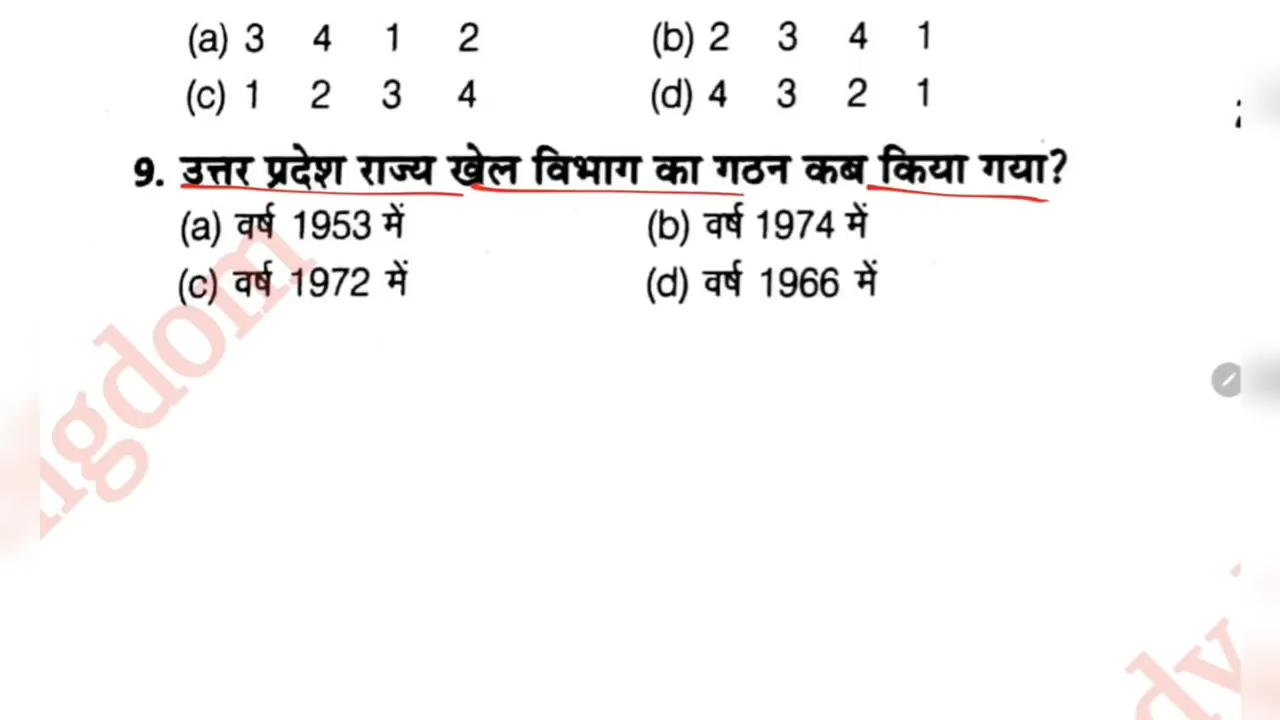 (a) 3 4 1 2 (b) 2 3 4 1
(c) 1 2 3 4 (d) 4 3 2 1
9. उत्तर प्रदेश राज्य खेल विभाग का गठन कब किया गया?
(a) वर्ष 1953 में (b) वर्ष 1974 में
(c) वर्ष 1972 में (d) वर्ष 1966 में
ngdom